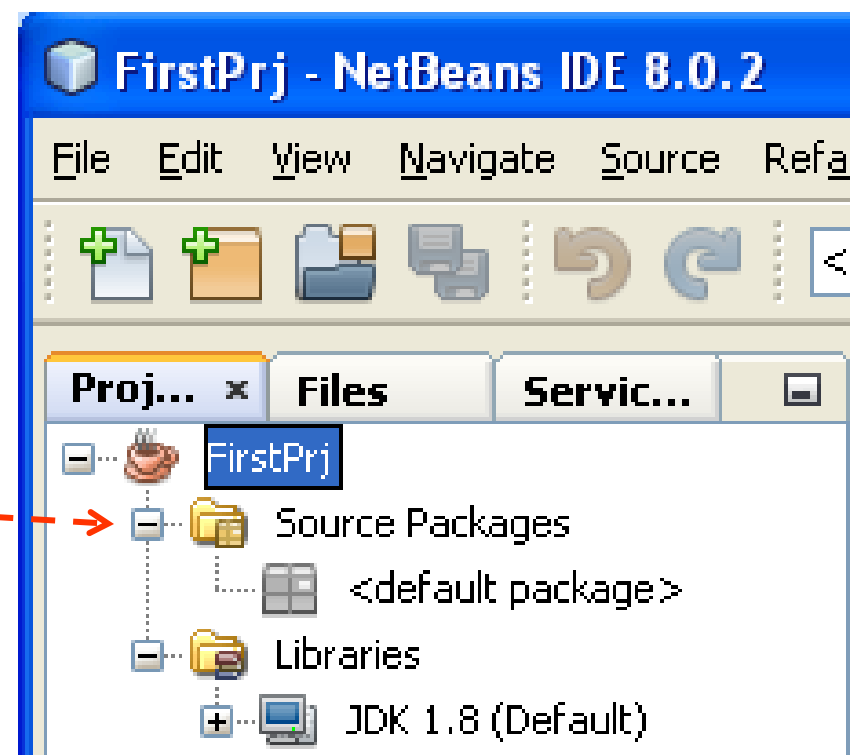 FirstPrj - NetBeans IDE 8.0.2
File Edit View Navigate Source Refa
<
Proj... × Files Servic...
FirstPrj
Source Packages
<default package>
Libraries
JDK 1.8 (Default)